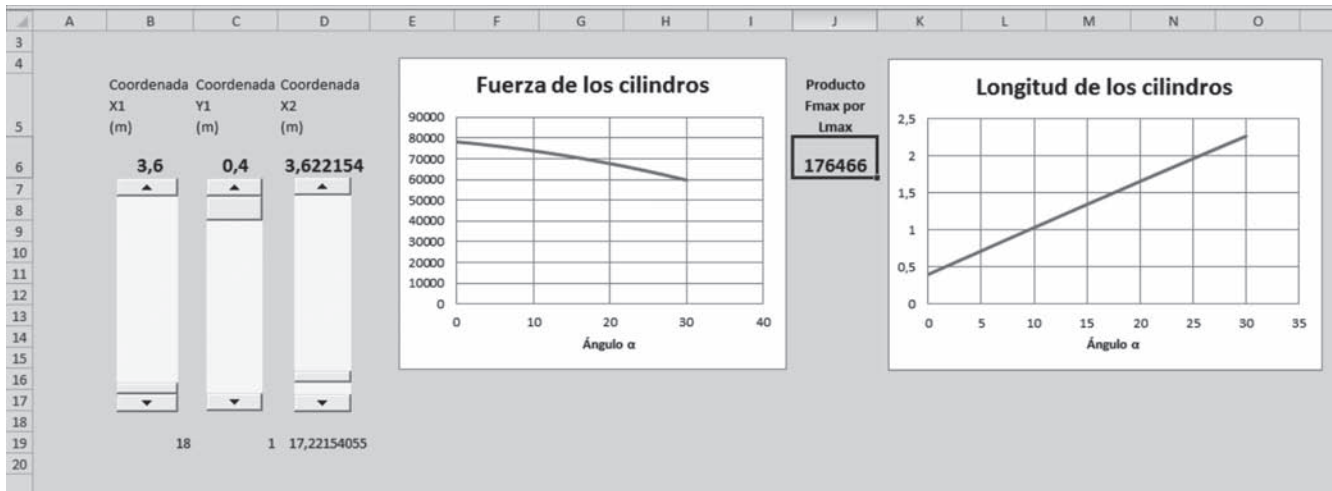 A B C D E F G H I J K L M N O
3
4
5
6
7
8
9
10
11
12
13
14
15
16
17
18
19
20
Coordenada Coordenada Coordenada
X1 Y1 X2
(m) (m) (m)
3,6 0,4 3,622154
18 1 17,22154055
Fuerza de los cilindros
90000
80000
70000
60000
50000
40000
30000
20000
10000
0
0 10 20 30 40
Ángulo α
Producto
Fmax por
Lmax
176466
Longitud de los cilindros
2,5
2
1,5
1
0,5
0
0 5 10 15 20 25 30 35
Ángulo α